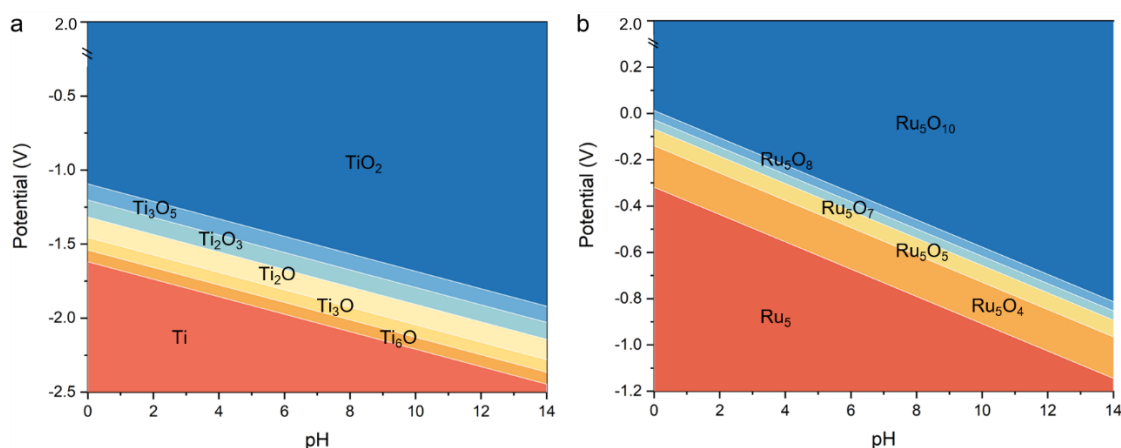 a
2.0
-0.5
-1.0
-1.5
-2.0
-2.5
Potential (V)
TiO₂
Ti₃O₅
Ti₂O₃
Ti₂O
Ti₃O
Ti₆O
Ti
0 2 4 6 8 10 12 14
pH
b
2.0
0.2
0.0
-0.2
-0.4
-0.6
-0.8
-1.0
-1.2
Potential (V)
Ru₅O₁₀
Ru₅O₈
Ru₅O₇
Ru₅O₅
Ru₅O₄
Ru₅
0 2 4 6 8 10 12 14
pH